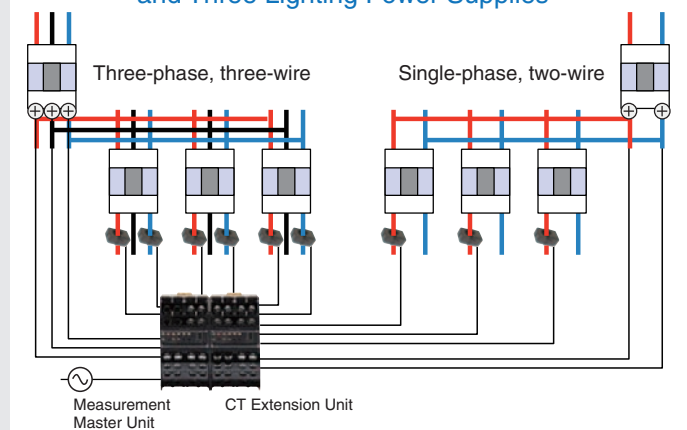 and Three Lighting Power Supplies
Three-phase, three-wire
Single-phase, two-wire
Measurement
Master Unit
CT Extension Unit